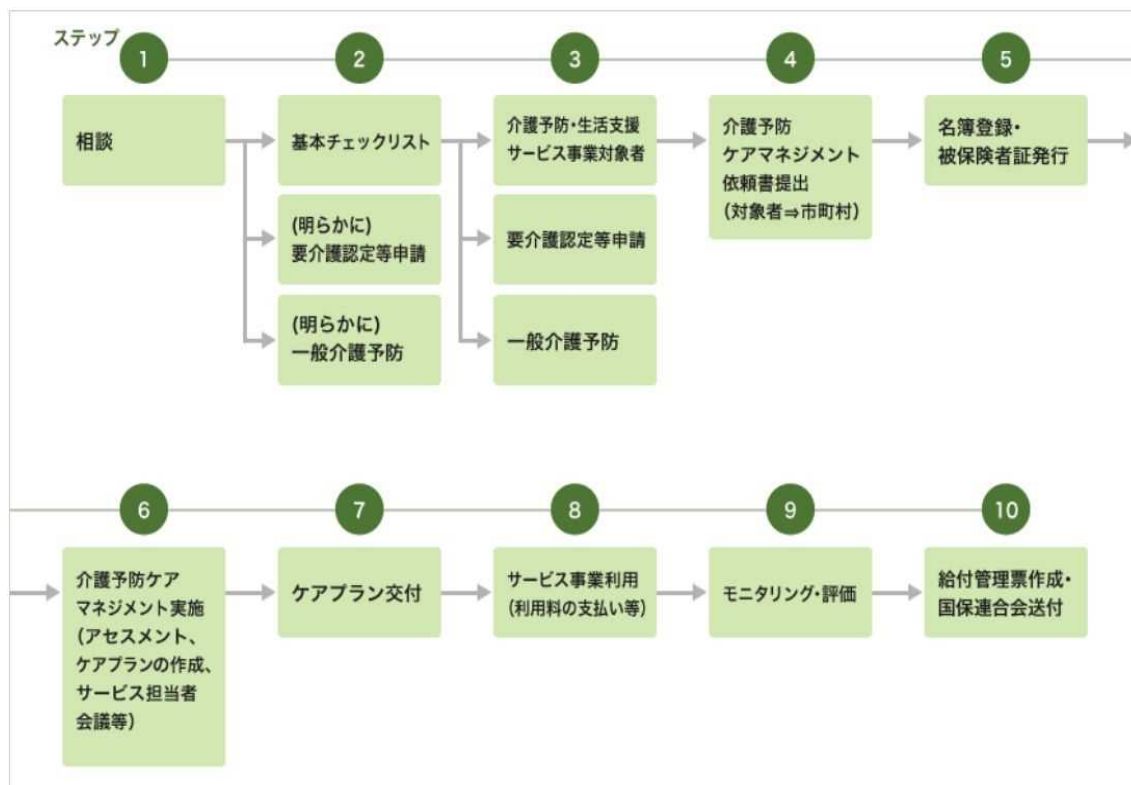 ステップ
1
2
3
4
5
相談
基本チェックリスト
(明らかに)
要介護認定等申請
(明らかに)
一般介護予防
介護予防・生活支援
サービス事業対象者
要介護認定等申請
一般介護予防
介護予防
ケアマネジメント
依頼書提出
(対象者⇒市町村)
名簿登録・
被保険者証発行
6
7
8
9
10
介護予防ケア
マネジメント実施
(アセスメント、
ケアプランの作成、
サービス担当者
会議等)
ケアプラン交付
サービス事業利用
(利用料の支払い等)
モニタリング・評価
給付管理票作成・
国保連合会送付